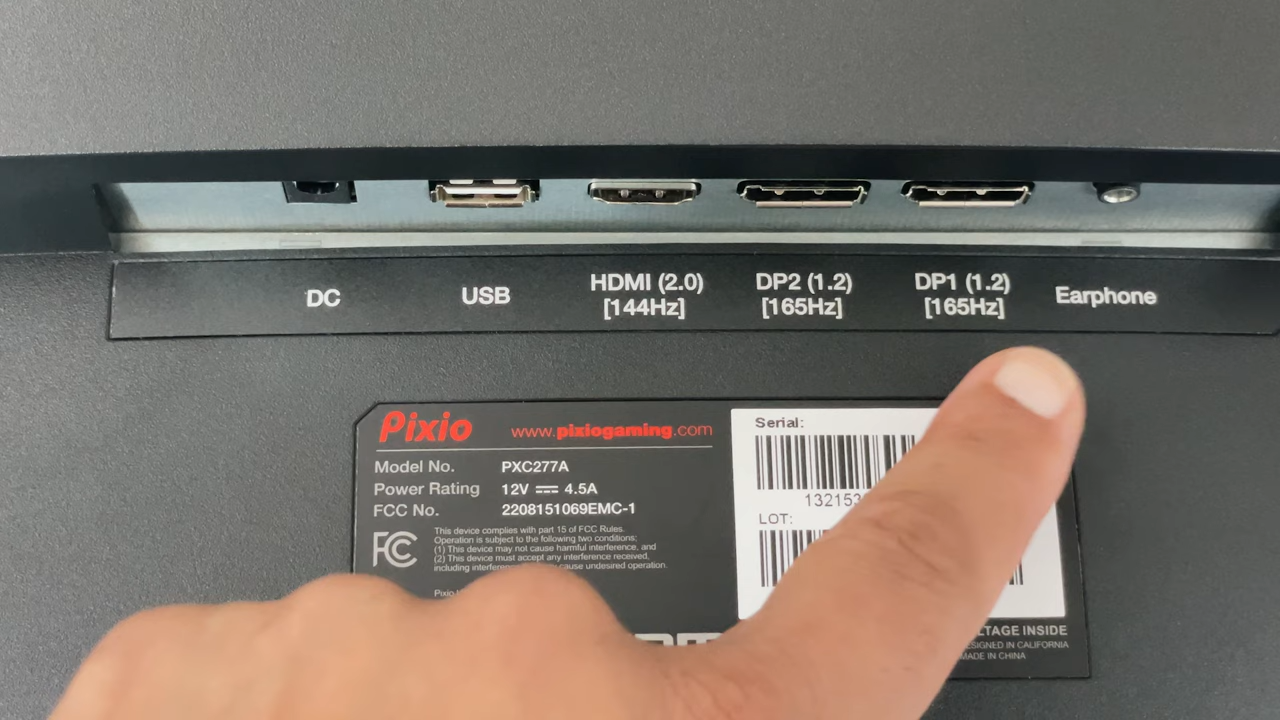 DC
USB
HDMI (2.0)
[144Hz]
DP2 (1.2)
[165Hz]
DP1 (1.2)
[165Hz]
Earphone
Pixio
www.pixiogaming.com
Model No. PXC277A
Power Rating 12V 4.5A
FCC No. 2208151069EMC-1
FC
This device complies with part 15 of FCC Rules.
Operation is subject to the following two conditions;
(1) This device may not cause harmful interference, and
(2) This device must accept any interference received,
including cause undesired operation.
Pixio
Serial:
13215
LOT:
INSIDE
IN CALIFORNIA
MADE IN CHINA